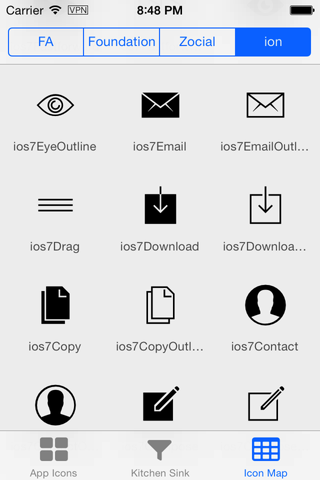 Carrier VPN 8:48 PM
FA Foundation Zocial ion
ios7EyeOutline ios7Email ios7EmailOutl...
ios7Drag ios7Download ios7Downloa...
ios7Copy ios7CopyOutl... ios7Contact
App Icons Kitchen Sink Icon Map